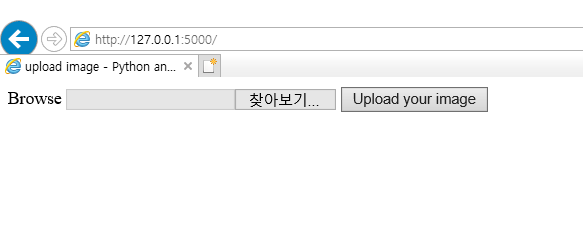 http://127.0.0.1:5000/
upload image - Python an...
Browse 찾아보기... Upload your image